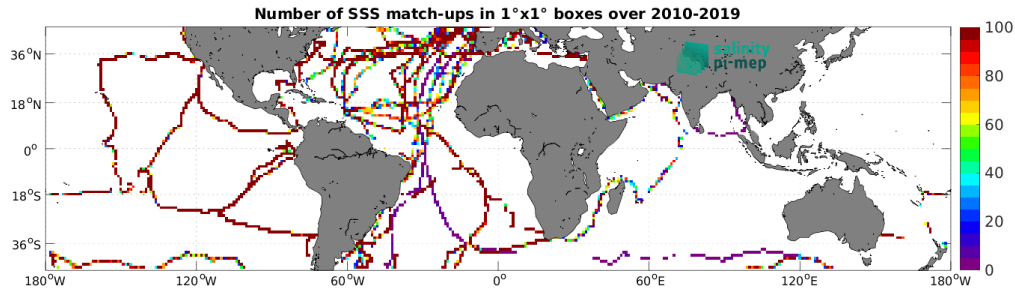 Number of SSS match-ups in 1°x1° boxes over 2010-2019
salinity
pi-mep
36°N
18°N
0°
18°S
36°S
180°W
120°W
60°W
0°
60°E
120°E
180°W
100
80
60
40
20
0